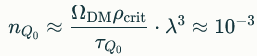 n_{Q_0} ≈ \frac{Ω_{DM} ρ_{crit}}{τ_{Q_0}} · λ^3 ≈ 10^{-3}